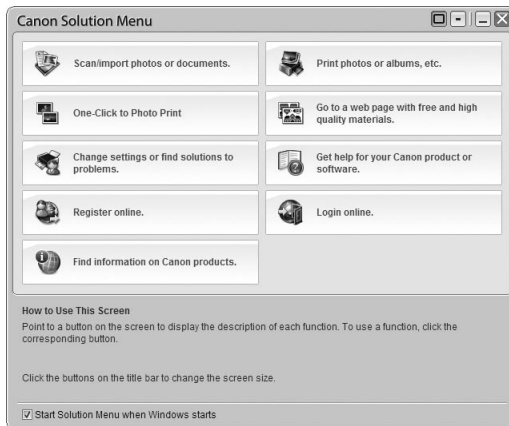 Canon Solution Menu
Scan/import photos or documents.
Print photos or albums, etc.
One-Click to Photo Print
Go to a web page with free and high
quality materials.
Change settings or find solutions to
problems.
Get help for your Canon product or
software.
Register online.
Login online.
Find information on Canon products.
How to Use This Screen
Point to a button on the screen to display the description of each function. To use a function, click the
corresponding button.
Click the buttons on the title bar to change the screen size.
Start Solution Menu when Windows starts